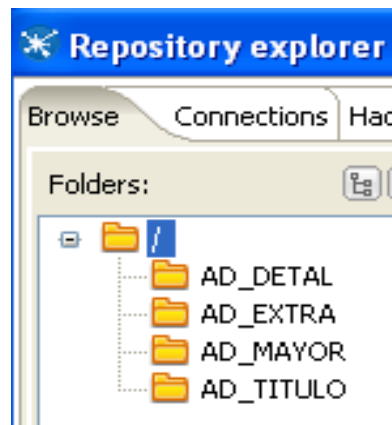 Repository explorer
Browse Connections
Folders:
/
AD_DETAL
AD_EXTRA
AD_MAYOR
AD_TITULO